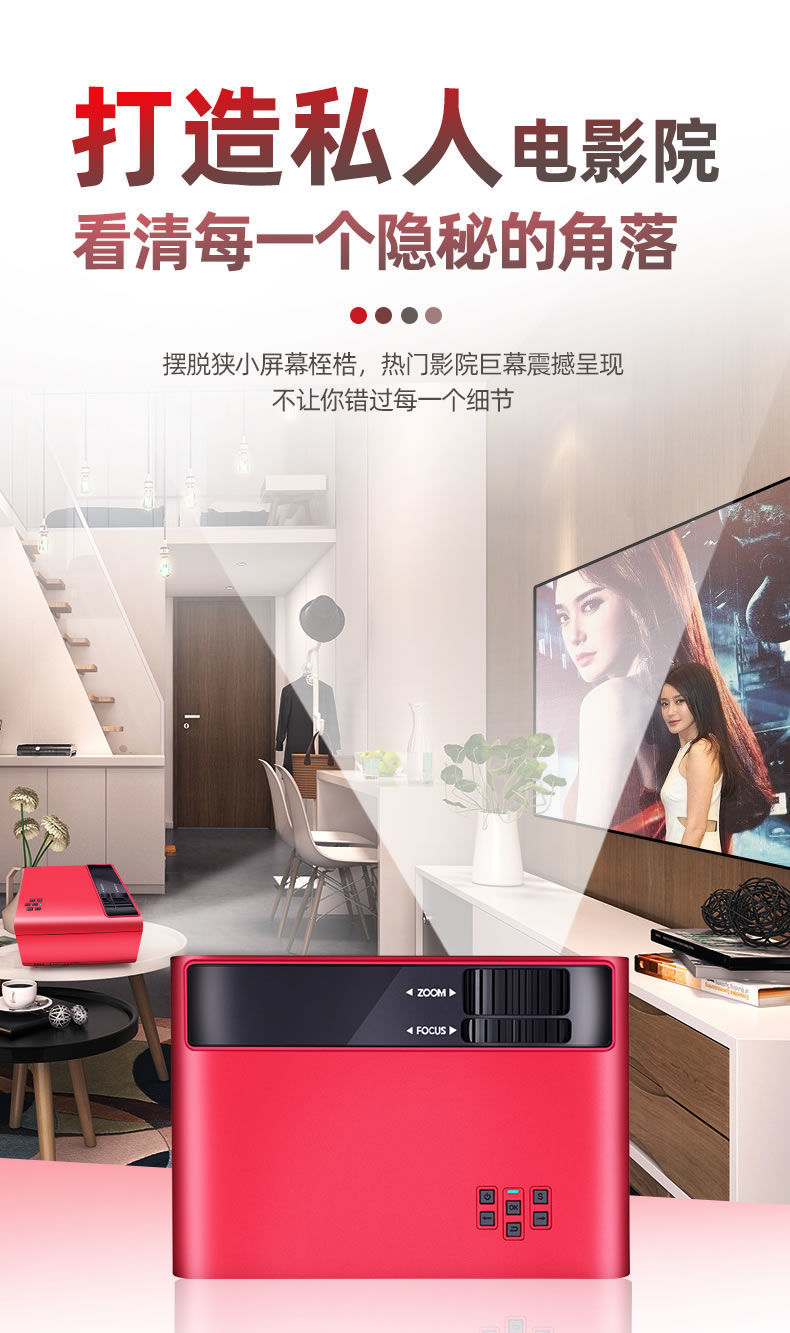 打造私人电影院
看清每一个隐秘的角落
摆脱狭小屏幕桎梏，热门影院巨幕震撼呈现
不让你错过每一个细节
◄ ZOOM ►
◄ FOCUS ►
S
OK